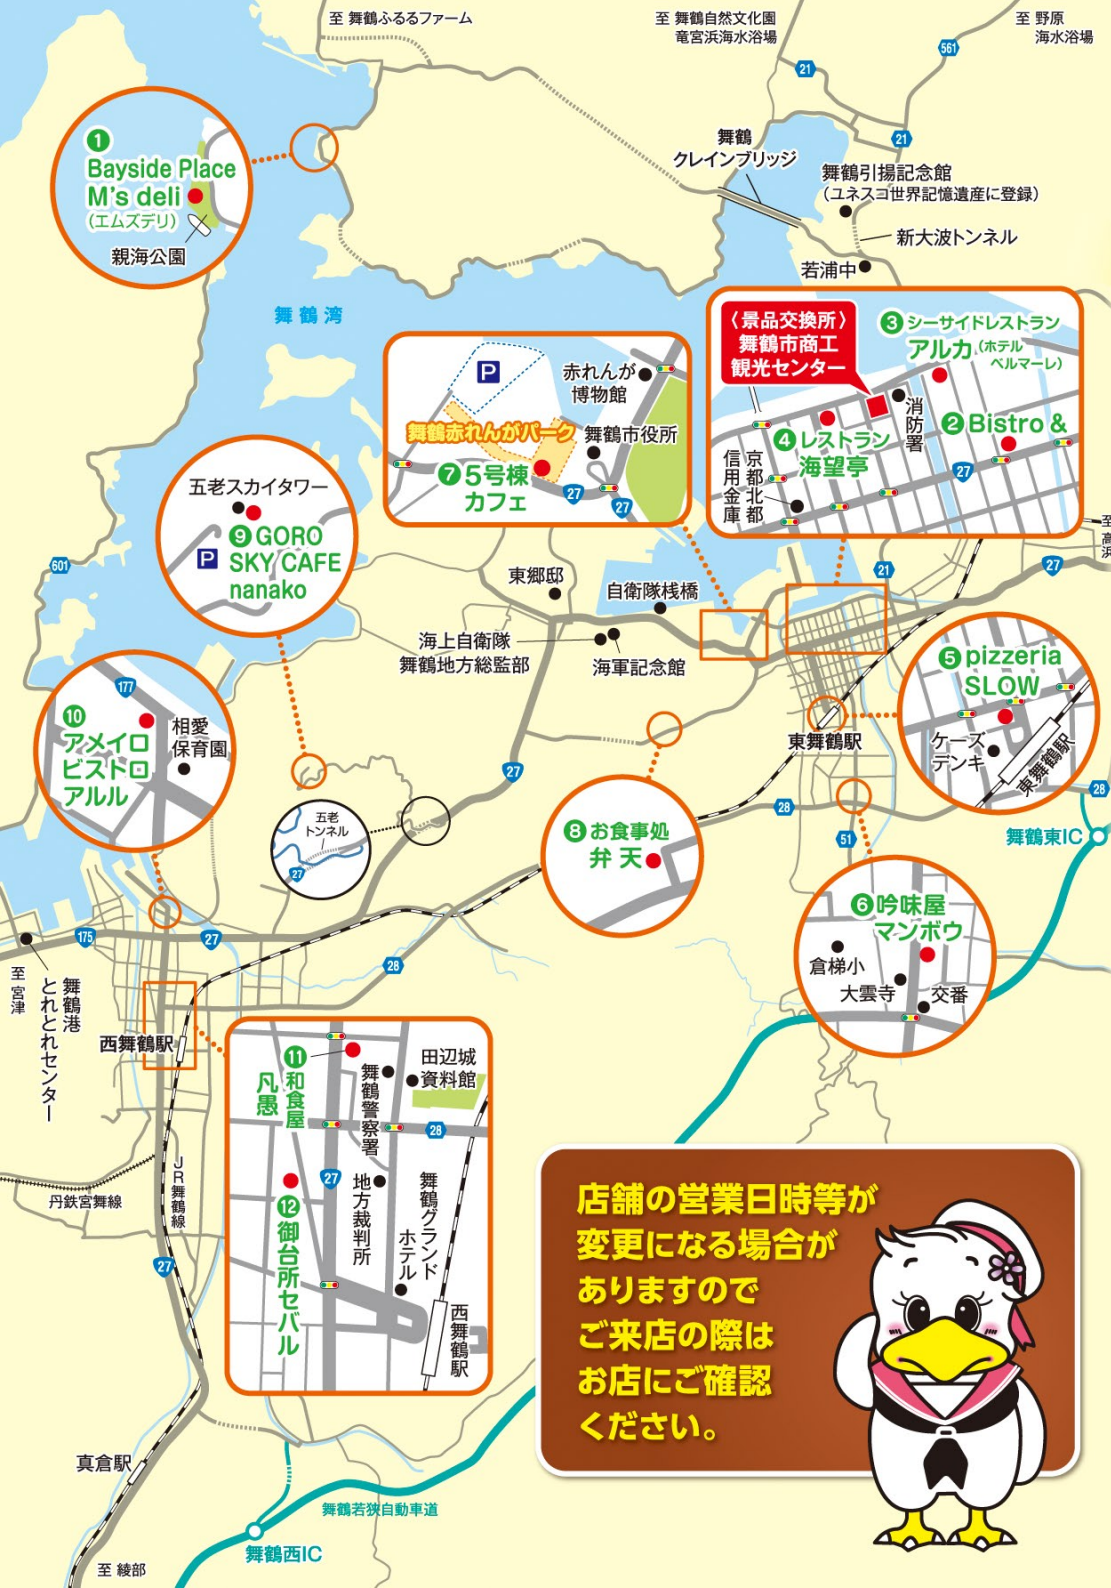 至 舞鶴ふるるファーム
至 舞鶴自然文化園
竜宮浜海水浴場
至 野原
海水浴場
561
21
21
舞鶴
クレインブリッジ
舞鶴引揚記念館
(ユネスコ世界記憶遺産に登録)
新大波トンネル
若浦中
1
Bayside Place
M's deli
(エムズデリ)
親海公園
舞鶴湾
P
赤れんが
博物館
舞鶴赤れんがパーク
舞鶴市役所
7 5号棟
カフェ
27
27
〈景品交換所〉
舞鶴市商工
観光センター
3 シーサイドレストラン
アルカ(ホテル
ベルマーレ)
消防署
2 Bistro &
4 レストラン
海望亭
京都北都
信用金庫
27
至 高浜
五老スカイタワー
P
9 GORO
SKY CAFE
nanako
601
東郷邸
自衛隊桟橋
海上自衛隊
舞鶴地方総監部
海軍記念館
21
27
5 pizzeria
SLOW
ケーズ
デンキ
東舞鶴駅
東舞鶴駅
177
10
アメイロ
ビストロ
アルル
相愛
保育園
五老
トンネル
27
27
8 お食事処
弁天
28
28
舞鶴東IC
51
6 吟味屋
マンボウ
倉梯小
大雲寺
交番
175
27
28
至 宮津
舞鶴港
とれとれセンター
西舞鶴駅
11 和食屋
凡愚
田辺城
資料館
舞鶴警察署
28
27
地方裁判所
舞鶴グランド
ホテル
12 御台所セバル
西舞鶴駅
丹鉄宮舞線
JR舞鶴線
27
店舗の営業日時等が
変更になる場合が
ありますので
ご来店の際は
お店にご確認
ください。
真倉駅
舞鶴若狭自動車道
舞鶴西IC
至 綾部